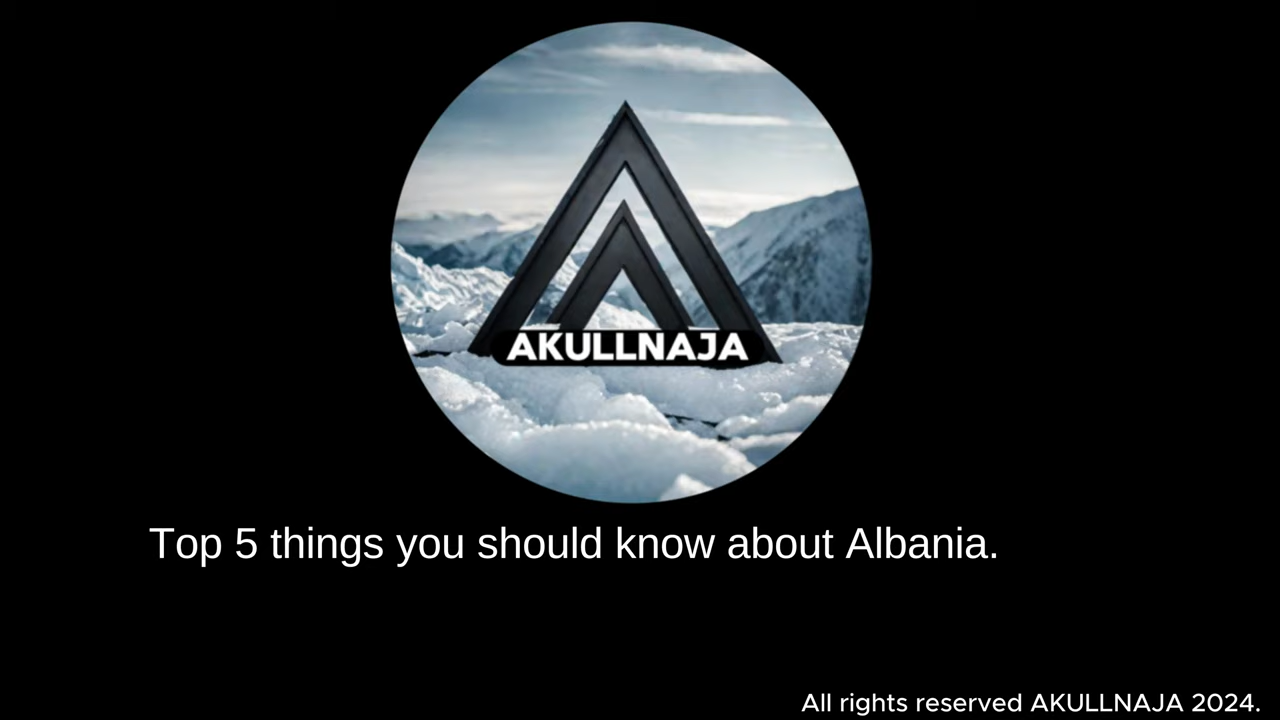 AKULLNAJA
Top 5 things you should know about Albania.
All rights reserved AKULLNAJA 2024.